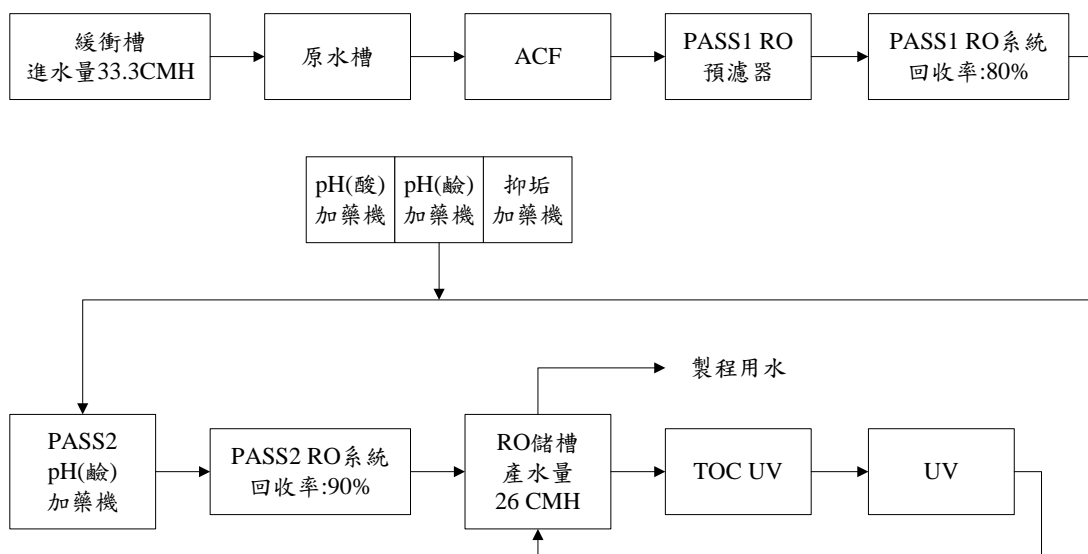 緩衝槽
進水量33.3CMH
原水槽
ACF
PASS1 RO
預濾器
PASS1 RO系統
回收率:80%
pH(酸)
加藥機
pH(鹼)
加藥機
抑垢
加藥機
製程用水
PASS2
pH(鹼)
加藥機
PASS2 RO系統
回收率:90%
RO儲槽
產水量
26 CMH
TOC UV
UV